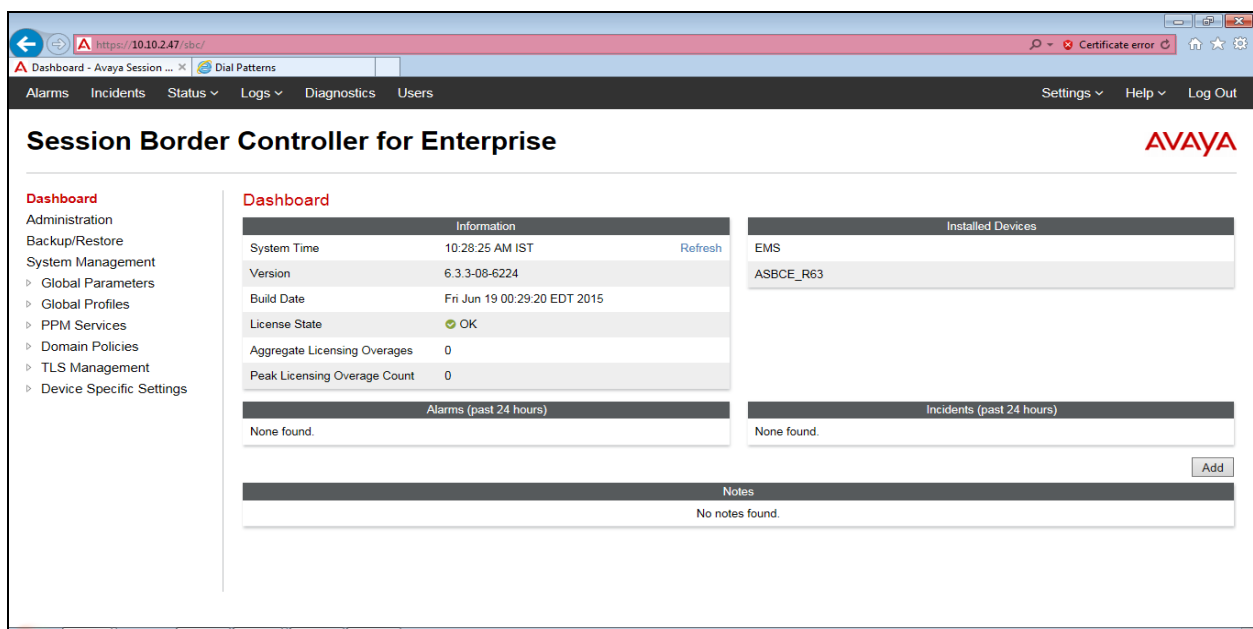 https://10.10.2.47/sbc/
Certificate error
Dashboard - Avaya Session ...
Dial Patterns
Alarms Incidents Status Logs Diagnostics Users Settings Help Log Out
Session Border Controller for Enterprise
AVAYA
Dashboard
Administration
Backup/Restore
System Management
Global Parameters
Global Profiles
PPM Services
Domain Policies
TLS Management
Device Specific Settings
Dashboard
Information
System Time 10:28:25 AM IST Refresh
Version 6.3.3-08-6224
Build Date Fri Jun 19 00:29:20 EDT 2015
License State OK
Aggregate Licensing Overages 0
Peak Licensing Overage Count 0
Installed Devices
EMS
ASBCE_R63
Alarms (past 24 hours)
None found.
Incidents (past 24 hours)
None found.
Add
Notes
No notes found.